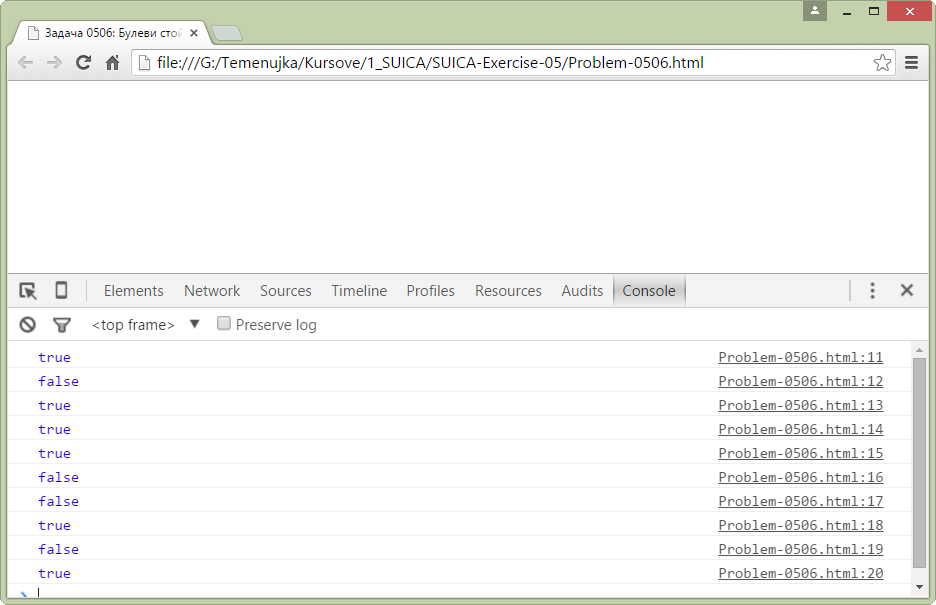 Задача 0506: Булеви стой
file:///G:/Temenujka/Kursove/1_SUICA/SUICA-Exercise-05/Problem-0506.html
Elements Network Sources Timeline Profiles Resources Audits Console
<top frame> Preserve log
true Problem-0506.html:11
false Problem-0506.html:12
true Problem-0506.html:13
true Problem-0506.html:14
true Problem-0506.html:15
false Problem-0506.html:16
false Problem-0506.html:17
true Problem-0506.html:18
false Problem-0506.html:19
true Problem-0506.html:20